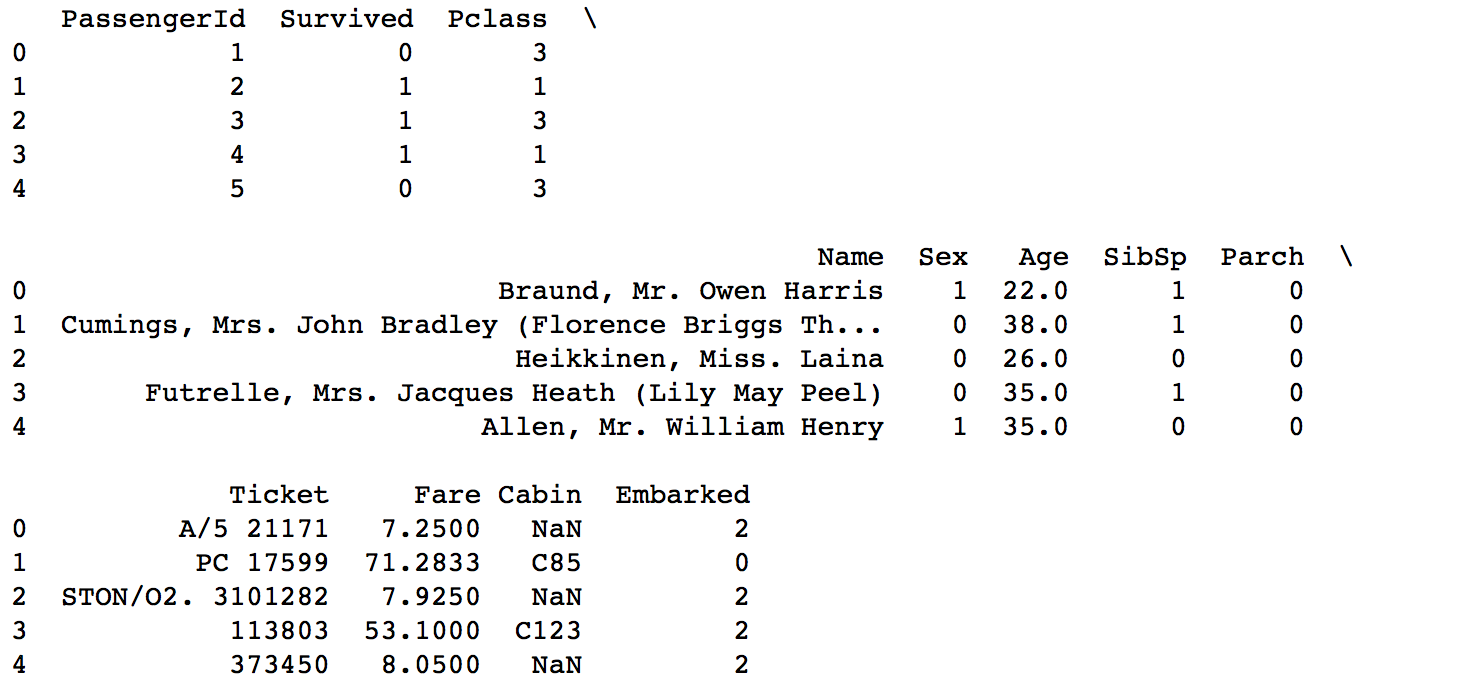 PassengerId  Survived  Pclass  \
0            1         0       3
1            2         1       1
2            3         1       3
3            4         1       1
4            5         0       3

                                                Name  Sex   Age  SibSp  Parch  \
0                            Braund, Mr. Owen Harris    1  22.0      1      0
1  Cumings, Mrs. John Bradley (Florence Briggs Th...    0  38.0      1      0
2                             Heikkinen, Miss. Laina    0  26.0      0      0
3       Futrelle, Mrs. Jacques Heath (Lily May Peel)    0  35.0      1      0
4                           Allen, Mr. William Henry    1  35.0      0      0

             Ticket     Fare Cabin  Embarked
0         A/5 21171   7.2500   NaN         2
1          PC 17599  71.2833   C85         0
2  STON/O2. 3101282   7.9250   NaN         2
3            113803  53.1000  C123         2
4            373450   8.0500   NaN         2